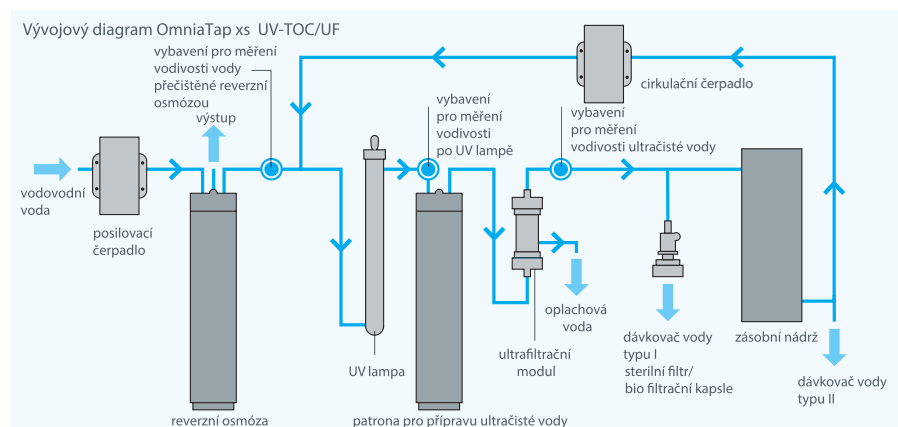 Vývojový diagram OmniaTap xs UV-TOC/UF
vybavení pro měření
vodivosti vody
přečištěné reverzní
osmózou
výstup
vodovodní
voda
posilovací
čerpadlo
reverzní osmóza
UV lampa
vybavení
pro měření
vodivosti
po UV lampě
patrona pro přípravu ultračisté vody
ultrafiltrační
modul
oplachová
voda
vybavení
pro měření
vodivosti ultračisté vody
cirkulační čerpadlo
dávkovač vody
typu I
sterilní filtr/
bio filtrační kapsle
zásobní nádrž
dávkovač vody
typu II